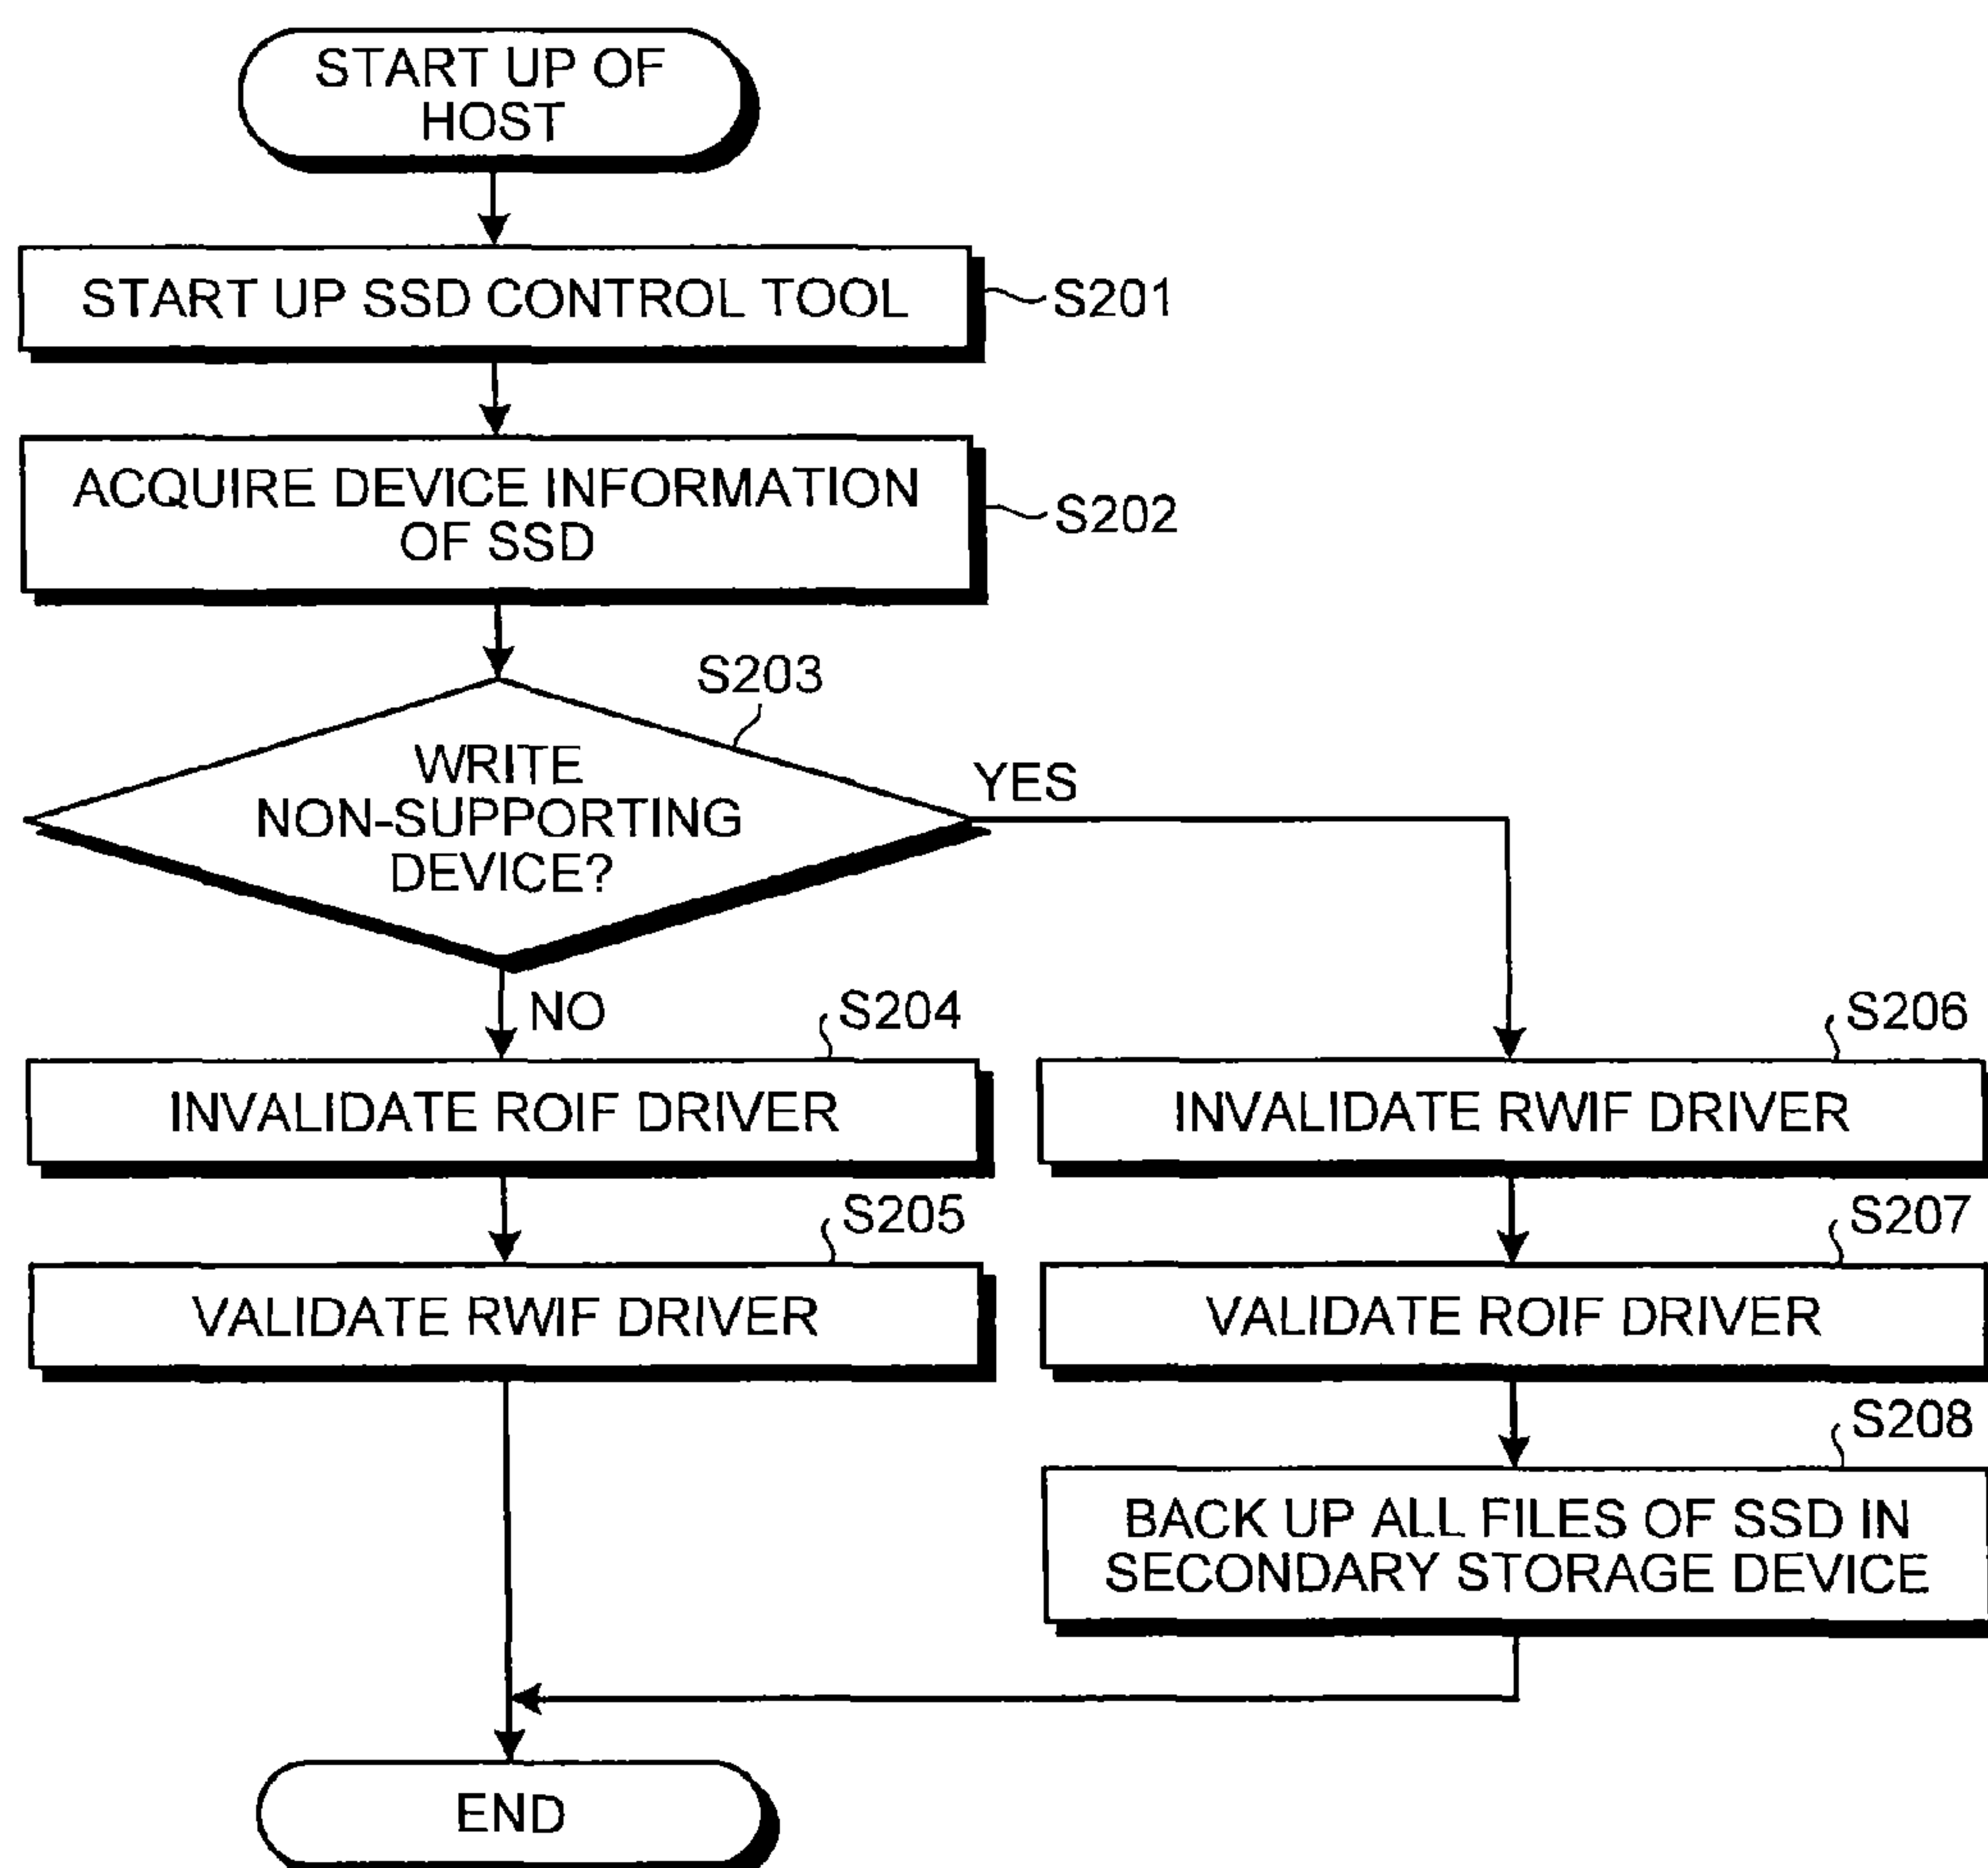 START UP OF
HOST
START UP SSD CONTROL TOOL
S201
ACQUIRE DEVICE INFORMATION
OF SSD
S202
S203
WRITE
NON-SUPPORTING
DEVICE?
YES
NO
S204
INVALIDATE ROIF DRIVER
S205
VALIDATE RWIF DRIVER
S206
INVALIDATE RWIF DRIVER
S207
VALIDATE ROIF DRIVER
S208
BACK UP ALL FILES OF SSD IN
SECONDARY STORAGE DEVICE
END